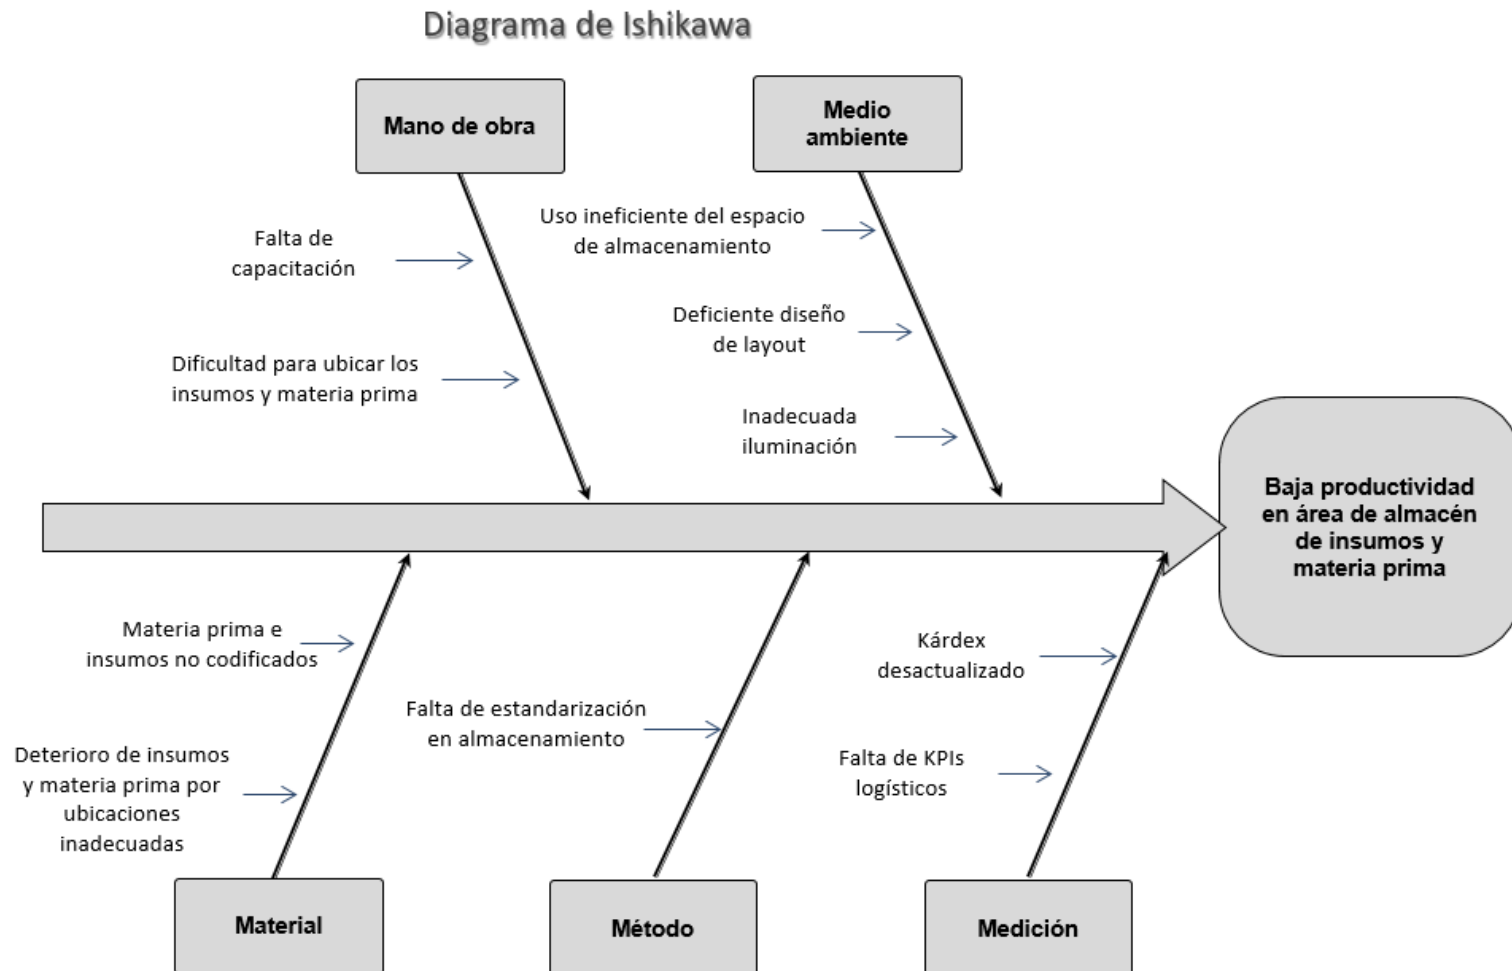 Diagrama de Ishikawa
Mano de obra
Medio
ambiente
Falta de
capacitación
Dificultad para ubicar los
insumos y materia prima
Uso ineficiente del espacio
de almacenamiento
Deficiente diseño
de layout
Inadecuada
iluminación
Baja productividad
en área de almacén
de insumos y
materia prima
Materia prima e
insumos no codificados
Deterioro de insumos
y materia prima por
ubicaciones
inadecuadas
Falta de estandarización
en almacenamiento
Kárdex
desactualizado
Falta de KPIs
logísticos
Material
Método
Medición